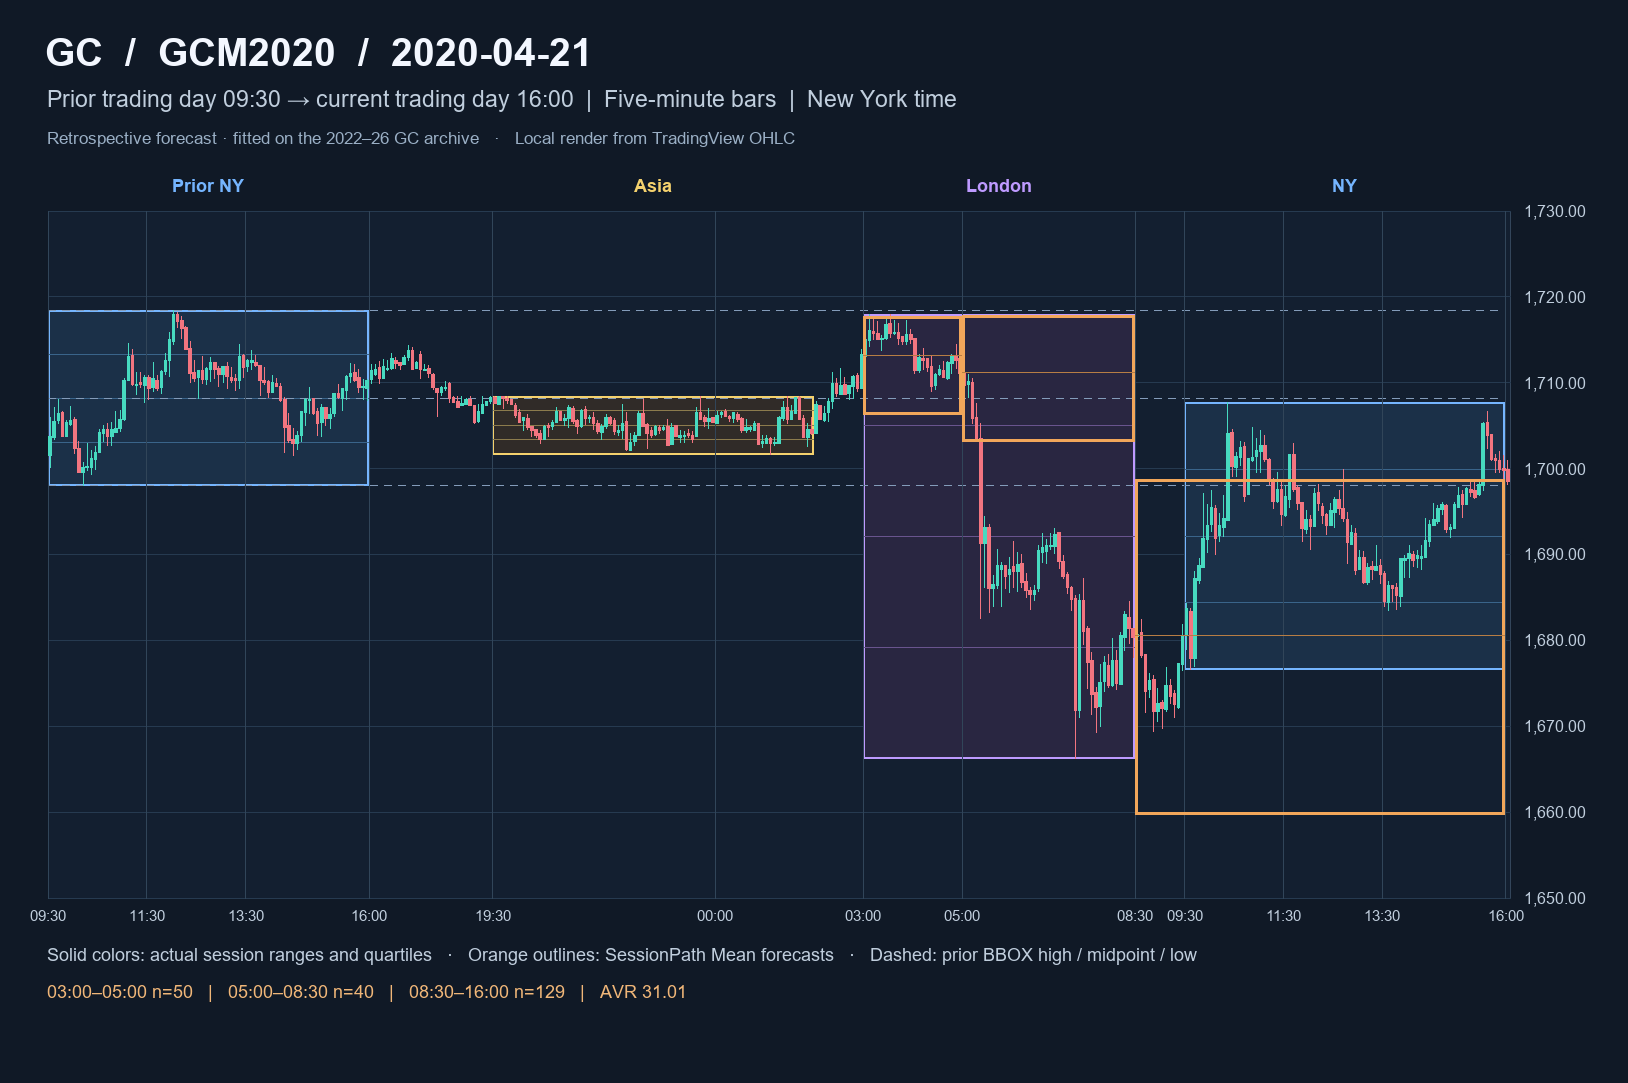 GC / GCM2020 / 2020-04-21
Prior trading day 09:30 → current trading day 16:00 | Five-minute bars | New York time
Retrospective forecast · fitted on the 2022–26 GC archive · Local render from TradingView OHLC
Prior NY Asia London NY
1,730.00
1,720.00
1,710.00
1,700.00
1,690.00
1,680.00
1,670.00
1,660.00
1,650.00
09:30 11:30 13:30 16:00 19:30 00:00 03:00 05:00 08:30 09:30 11:30 13:30 16:00
Solid colors: actual session ranges and quartiles · Orange outlines: SessionPath Mean forecasts · Dashed: prior BBOX high / midpoint / low
03:00–05:00 n=50 | 05:00–08:30 n=40 | 08:30–16:00 n=129 | AVR 31.01